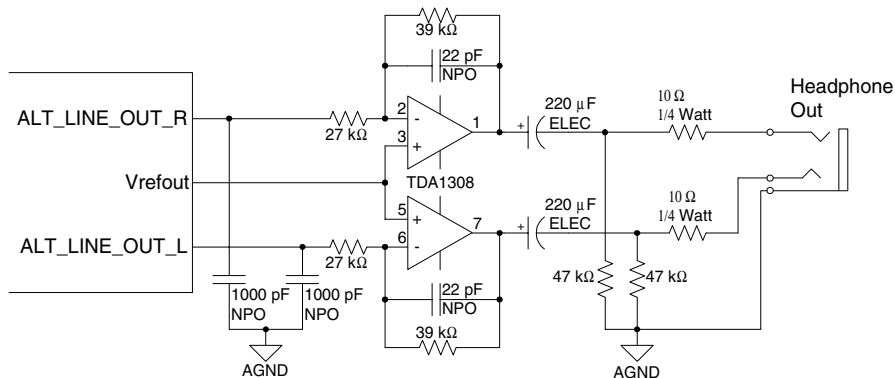 39 kΩ
22 pF
NPO
ALT_LINE_OUT_R
27 kΩ
2
-
3
+
1
TDA1308
+
220 µF
ELEC
10 Ω
1/4 Watt
Headphone
Out
Vrefout
ALT_LINE_OUT_L
27 kΩ
5
+
6
-
7
+
220 µF
ELEC
10 Ω
1/4 Watt
1000 pF
NPO
1000 pF
NPO
22 pF
NPO
39 kΩ
47 kΩ
47 kΩ
AGND
AGND